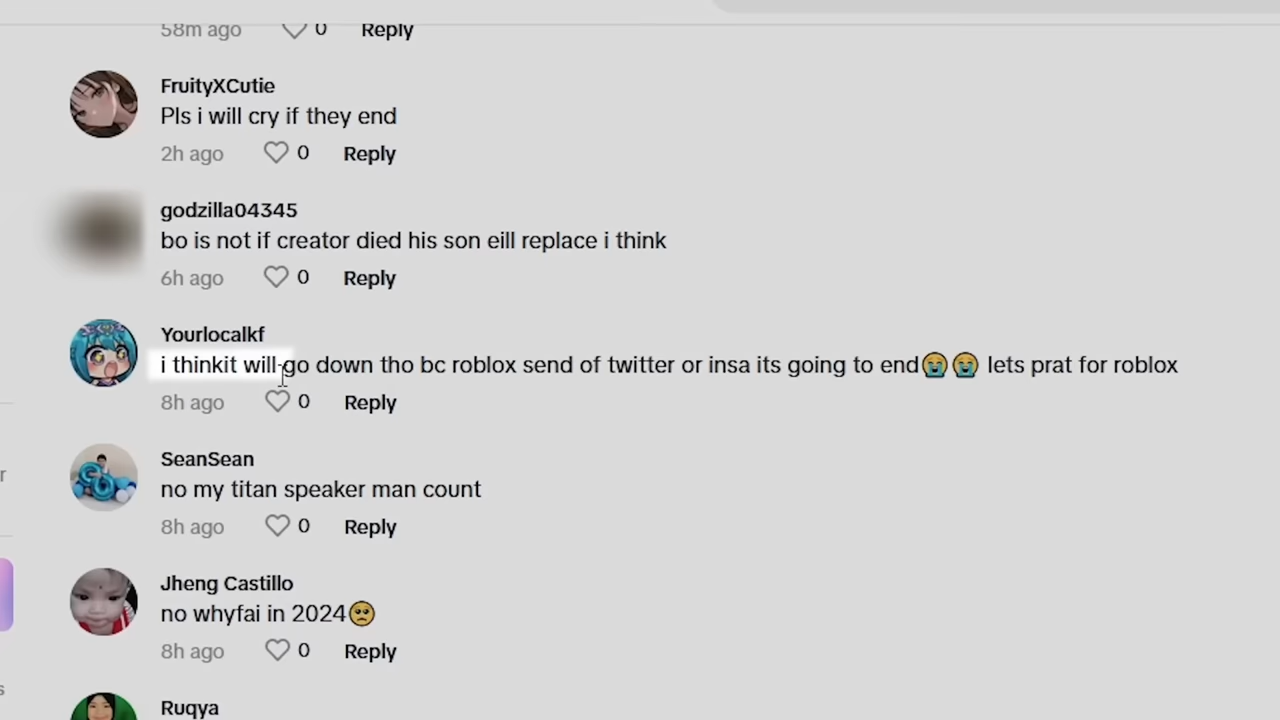 58m ago 0 Reply
FruityXCutie
Pls i will cry if they end
2h ago 0 Reply
godzilla04345
bo is not if creator died his son eill replace i think
6h ago 0 Reply
Yourlocalkf
i thinkit will go down tho bc roblox send of twitter or insa its going to end😭😭 lets prat for roblox
8h ago 0 Reply
SeanSean
no my titan speaker man count
8h ago 0 Reply
Jheng Castillo
no whyfai in 2024🥺
8h ago 0 Reply
Ruqya